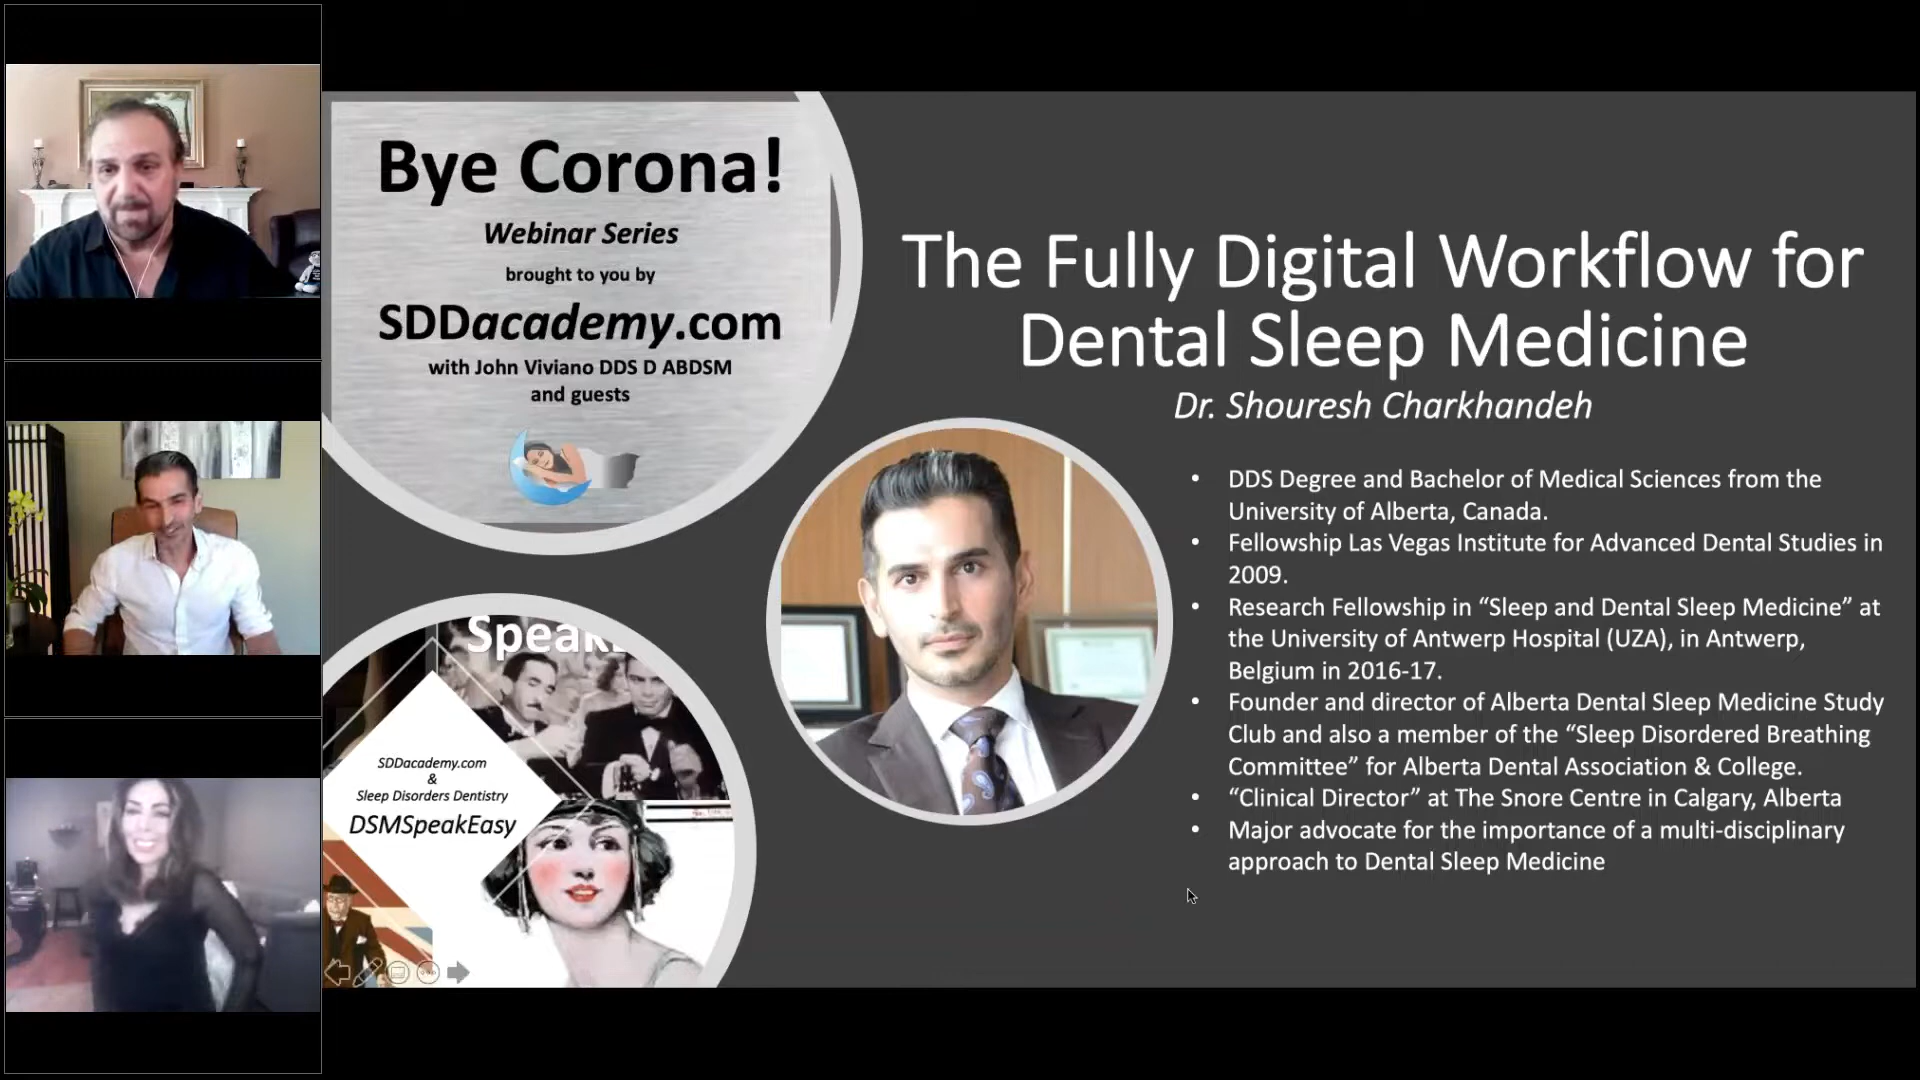 Bye Corona!
Webinar Series
brought to you by
SDDacademy.com
with John Viviano DDS D ABDSM
and guests
The Fully Digital Workflow for
Dental Sleep Medicine
Dr. Shouresh Charkhandeh
• DDS Degree and Bachelor of Medical Sciences from the
University of Alberta, Canada.
• Fellowship Las Vegas Institute for Advanced Dental Studies in
2009.
• Research Fellowship in “Sleep and Dental Sleep Medicine” at
the University of Antwerp Hospital (UZA), in Antwerp,
Belgium in 2016-17.
• Founder and director of Alberta Dental Sleep Medicine Study
Club and also a member of the “Sleep Disordered Breathing
Committee” for Alberta Dental Association & College.
• “Clinical Director” at The Snore Centre in Calgary, Alberta
• Major advocate for the importance of a multi-disciplinary
approach to Dental Sleep Medicine
SDDacademy.com
&
Sleep Disorders Dentistry
DSMSpeakEasy